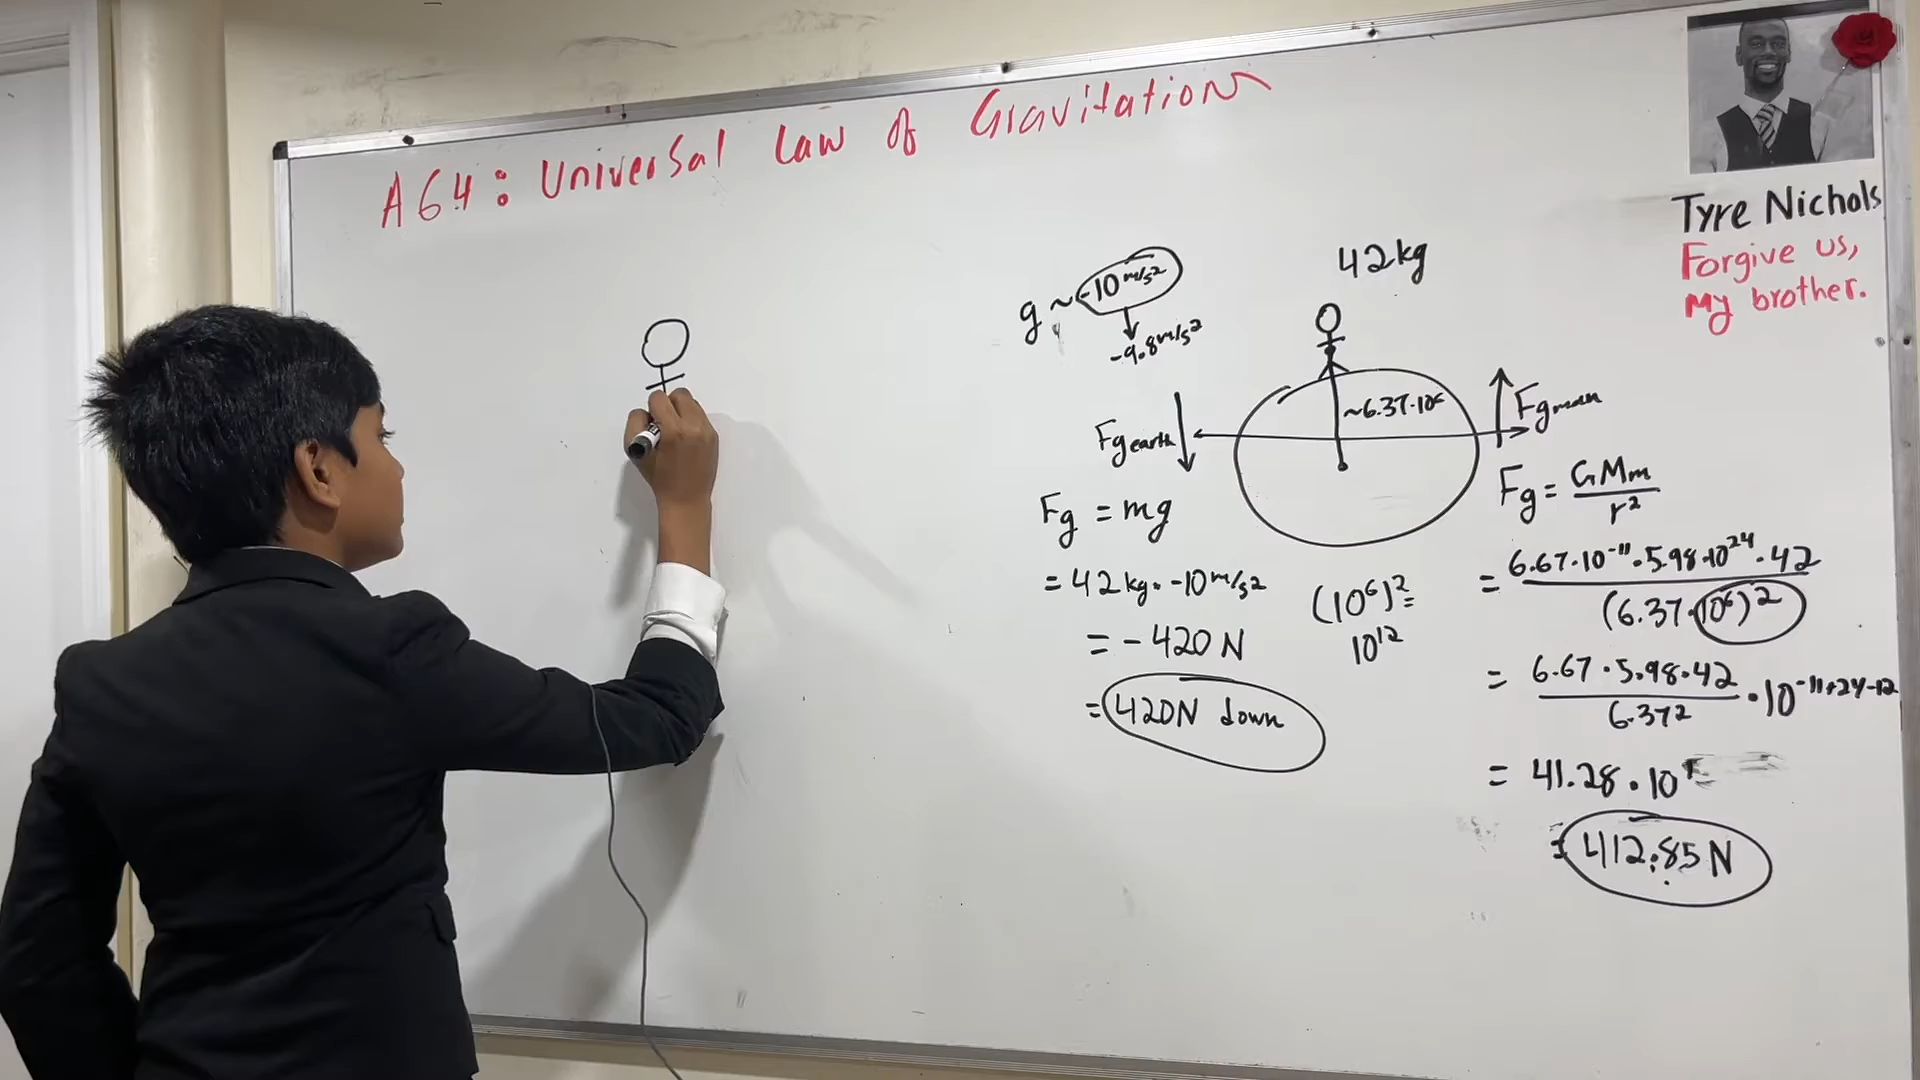 A64: Universal Law of Gravitation
Tyre Nichols
Forgive us,
My brother.
g ~ -10 m/s²
-9.8 m/s²
42kg
~6.37·10⁶
Fg earth
Fg man
Fg = mg
= 42 kg · -10 m/s²
= -420 N
= 420N down
(10⁶)² =
10¹²
Fg = GMm / r²
= 6.67·10⁻¹¹·5.98·10²⁴·42 / (6.37·10⁶)²
= 6.67·5.98·42 / 6.37² · 10⁻¹¹⁺²⁴⁻¹²
= 41.28·10
= 412.85 N